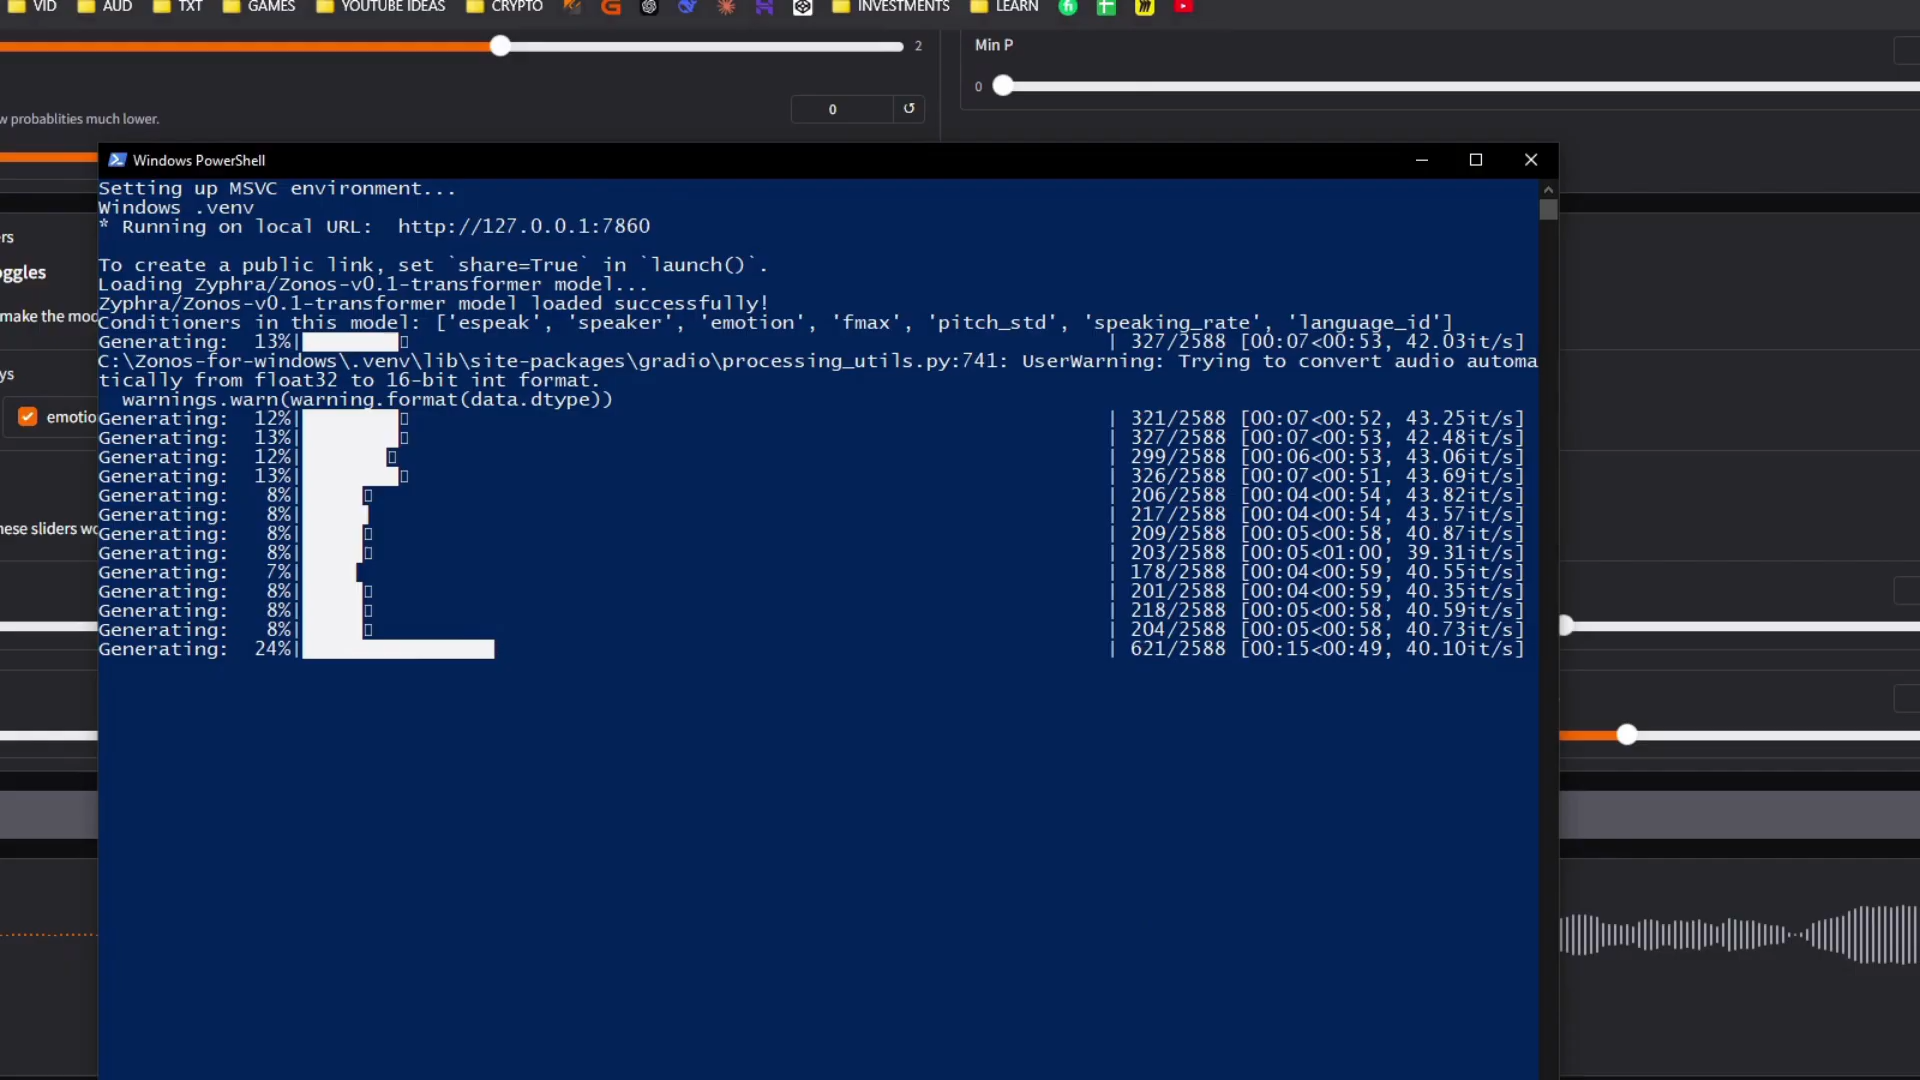 VID AUD TXT GAMES YOUTUBE IDEAS CRYPTO INVESTMENTS LEARN
2
Min P
0
0
w probablities much lower.
Windows PowerShell
Setting up MSVC environment...
Windows .venv
* Running on local URL:  http://127.0.0.1:7860
To create a public link, set `share=True` in `launch()`.
Loading Zyphra/Zonos-v0.1-transformer model...
Zyphra/Zonos-v0.1-transformer model loaded successfully!
Conditioners in this model: ['espeak', 'speaker', 'emotion', 'fmax', 'pitch_std', 'speaking_rate', 'language_id']
Generating:  13%| | 327/2588 [00:07<00:53, 42.03it/s]
C:\Zonos-for-windows\.venv\lib\site-packages\gradio\processing_utils.py:741: UserWarning: Trying to convert audio automa
tically from float32 to 16-bit int format.
warnings.warn(warning.format(data.dtype))
Generating:  12%| | 321/2588 [00:07<00:52, 43.25it/s]
Generating:  13%| | 327/2588 [00:07<00:53, 42.48it/s]
Generating:  12%| | 299/2588 [00:06<00:53, 43.06it/s]
Generating:  13%| | 326/2588 [00:07<00:51, 43.69it/s]
Generating:   8%| | 206/2588 [00:04<00:54, 43.82it/s]
Generating:   8%| | 217/2588 [00:04<00:54, 43.57it/s]
Generating:   8%| | 209/2588 [00:05<00:58, 40.87it/s]
Generating:   8%| | 203/2588 [00:05<01:00, 39.31it/s]
Generating:   7%| | 178/2588 [00:04<00:59, 40.55it/s]
Generating:   8%| | 201/2588 [00:04<00:59, 40.35it/s]
Generating:   8%| | 218/2588 [00:05<00:58, 40.59it/s]
Generating:   8%| | 204/2588 [00:05<00:58, 40.73it/s]
Generating:  24%| | 621/2588 [00:15<00:49, 40.10it/s]
rs
ggles
make the mod
ys
emotio
hese sliders wo